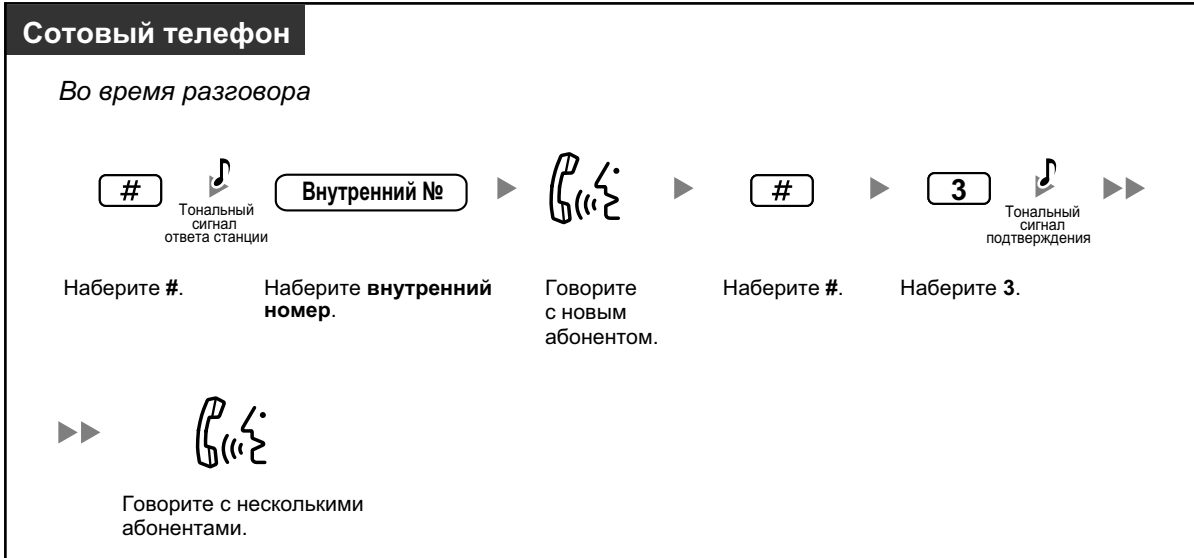 Сотовый телефон
Во время разговора
#
Тональный
сигнал
ответа станции
Внутренний №
#
3
Тональный
сигнал
подтверждения
Наберите #.
Наберите внутренний
номер.
Говорите
с новым
абонентом.
Наберите #.
Наберите 3.
Говорите с несколькими
абонентами.